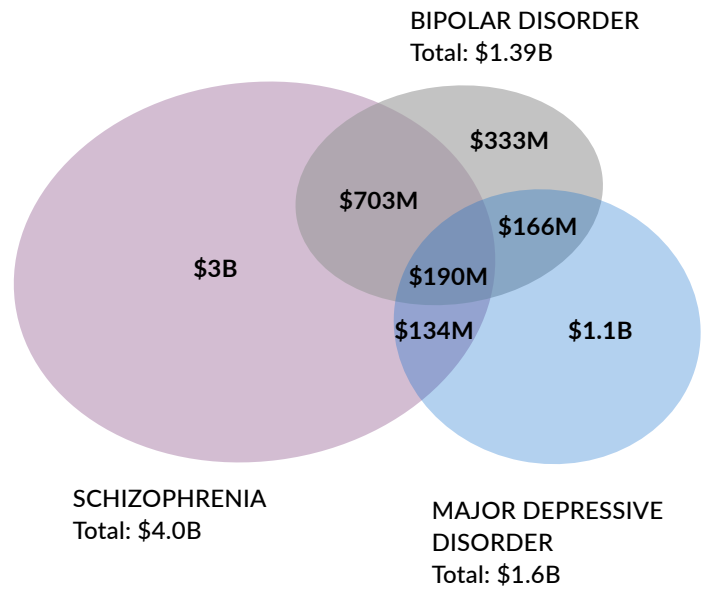 BIPOLAR DISORDER
Total: $1.39B
$333M
$703M
$166M
$3B
$190M
$134M
$1.1B
SCHIZOPHRENIA
Total: $4.0B
MAJOR DEPRESSIVE
DISORDER
Total: $1.6B